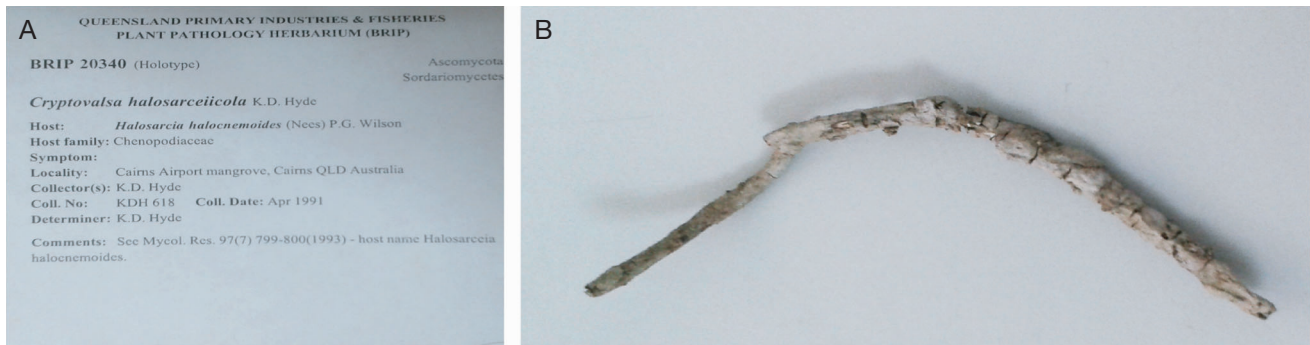 A
QUEENSLAND PRIMARY INDUSTRIES & FISHERIES
PLANT PATHOLOGY HERBARIUM (BRIP)
BRIP 20340 (Holotype)
Ascomycota
Sordariomycetes
Cryptovalsa halosarceiicola K.D. Hyde
Host: Halosarcia halocnemoides (Nees) P.G. Wilson
Host family: Chenopodiaceae
Symptom:
Locality: Cairns Airport mangrove, Cairns QLD Australia
Collector(s): K.D. Hyde
Coll. No: KDH 618 Coll. Date: Apr 1991
Determiner: K.D. Hyde
Comments: See Mycol. Res. 97(7) 799-800(1993) - host name Halosarceia
halocnemoides.
B